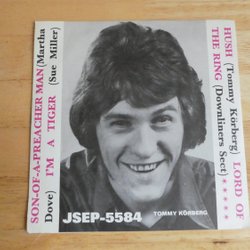 SON-OF-A-PREACHER MAN (Martha
Dove) I'M A TIGER (Sue Miller)
HUSH (Tommy Körberg) LORD OF
THE RING (Downliners Sect) *****
JSEP-5584
TOMMY KÖRBERG